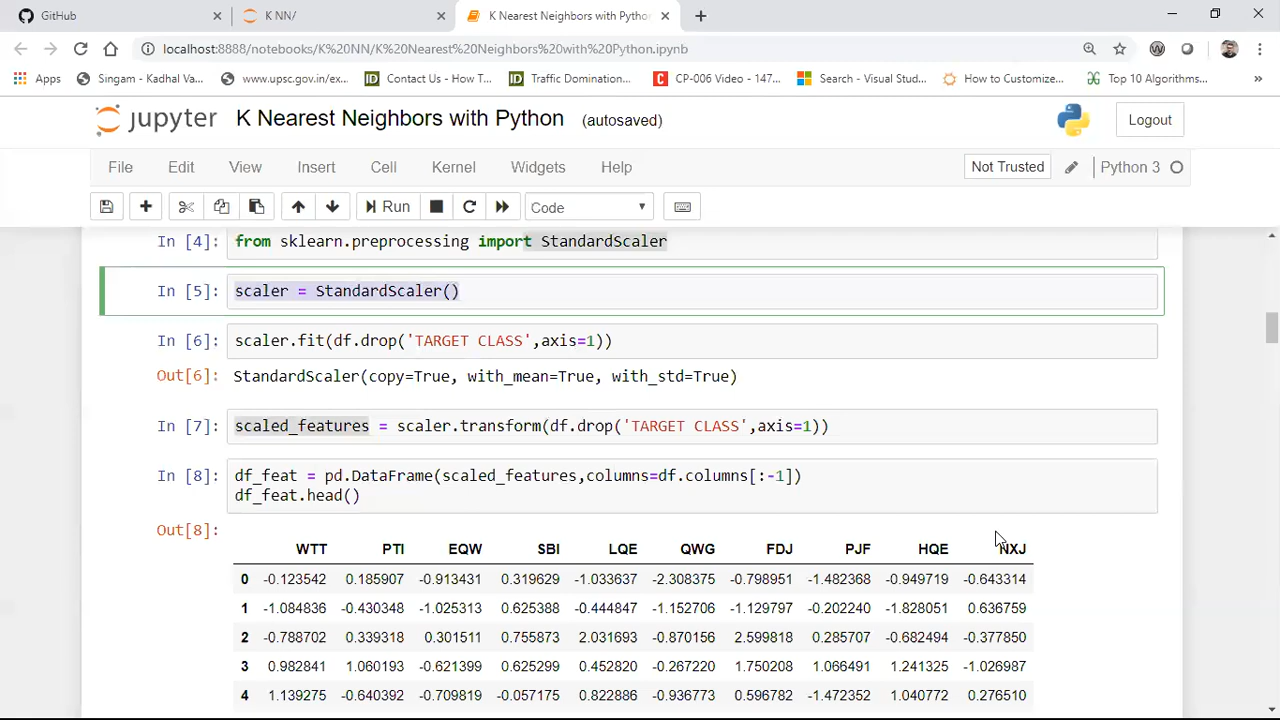 GitHub
K NN/
K Nearest Neighbors with Python
localhost:8888/notebooks/K%20NN/K%20Nearest%20Neighbors%20with%20Python.ipynb
Apps Singam - Kadhal Va... www.upsc.gov.in/ex... Contact Us - How T... Traffic Domination... CP-006 Video - 147... Search - Visual Stud... How to Customize... Top 10 Algorithms... »
jupyter K Nearest Neighbors with Python (autosaved) Logout
File Edit View Insert Cell Kernel Widgets Help Not Trusted Python 3
Run Code
In [4]: from sklearn.preprocessing import StandardScaler
In [5]: scaler = StandardScaler()
In [6]: scaler.fit(df.drop('TARGET CLASS',axis=1))
Out[6]: StandardScaler(copy=True, with_mean=True, with_std=True)
In [7]: scaled_features = scaler.transform(df.drop('TARGET CLASS',axis=1))
In [8]: df_feat = pd.DataFrame(scaled_features,columns=df.columns[:-1])
df_feat.head()
Out[8]:
WTT PTI EQW SBI LQE QWG FDJ PJF HQE NXJ
0 -0.123542 0.185907 -0.913431 0.319629 -1.033637 -2.308375 -0.798951 -1.482368 -0.949719 -0.643314
1 -1.084836 -0.430348 -1.025313 0.625388 -0.444847 -1.152706 -1.129797 -0.202240 -1.828051 0.636759
2 -0.788702 0.339318 0.301511 0.755873 2.031693 -0.870156 2.599818 0.285707 -0.682494 -0.377850
3 0.982841 1.060193 -0.621399 0.625299 0.452820 -0.267220 1.750208 1.066491 1.241325 -1.026987
4 1.139275 -0.640392 -0.709819 -0.057175 0.822886 -0.936773 0.596782 -1.472352 1.040772 0.276510